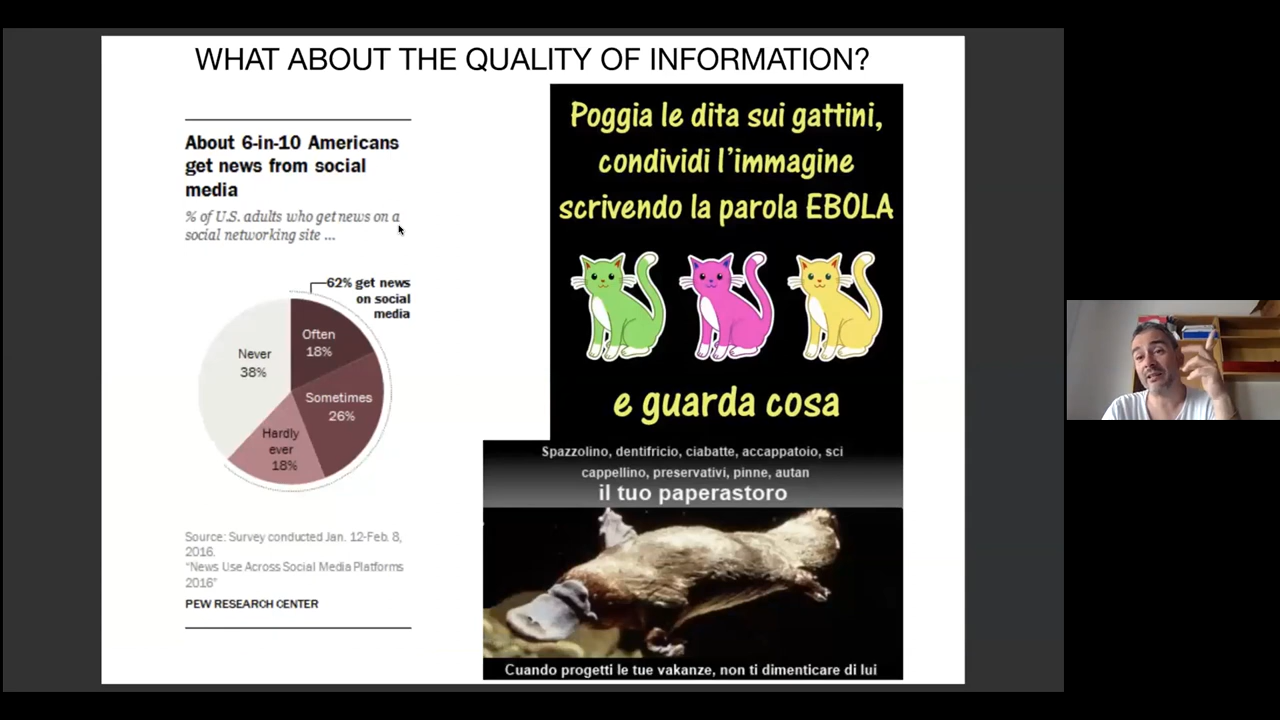 WHAT ABOUT THE QUALITY OF INFORMATION?
About 6-in-10 Americans
get news from social
media
% of U.S. adults who get news on a
social networking site ...
62% get news
on social
media
Often
18%
Never
38%
Sometimes
26%
Hardly
ever
18%
Source: Survey conducted Jan. 12-Feb. 8,
2016.
“News Use Across Social Media Platforms
2016”
PEW RESEARCH CENTER
Poggia le dita sui gattini,
condividi l'immagine
scrivendo la parola EBOLA
e guarda cosa
Spazzolino, dentifricio, ciabatte, accappatoio, sci
cappellino, preservativi, pinne, autan
il tuo paperastoro
Cuando progetti le tue vakanze, non ti dimenticare di lui